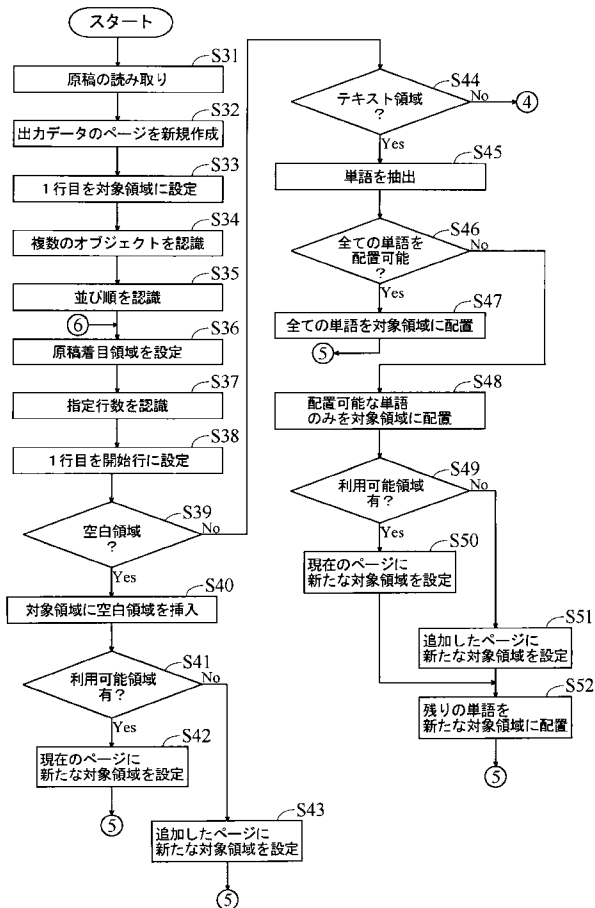 スタート
S31
原稿の読み取り
S32
出力データのページを新規作成
S33
1行目を対象領域に設定
S34
複数のオブジェクトを認識
S35
並び順を認識
⑥
S36
原稿着目領域を設定
S37
指定行数を認識
S38
1行目を開始行に設定
S39
空白領域
?
No
Yes
S40
対象領域に空白領域を挿入
S41
利用可能領域
有?
No
Yes
S42
現在のページに
新たな対象領域を設定
⑤
S43
追加したページに
新たな対象領域を設定
⑤
S44
テキスト領域
?
No
④
Yes
S45
単語を抽出
S46
全ての単語を
配置可能
?
No
Yes
S47
全ての単語を対象領域に配置
⑤
S48
配置可能な単語
のみを対象領域に配置
S49
利用可能領域
有?
No
Yes
S50
現在のページに
新たな対象領域を設定
S51
追加したページに
新たな対象領域を設定
S52
残りの単語を
新たな対象領域に配置
⑤